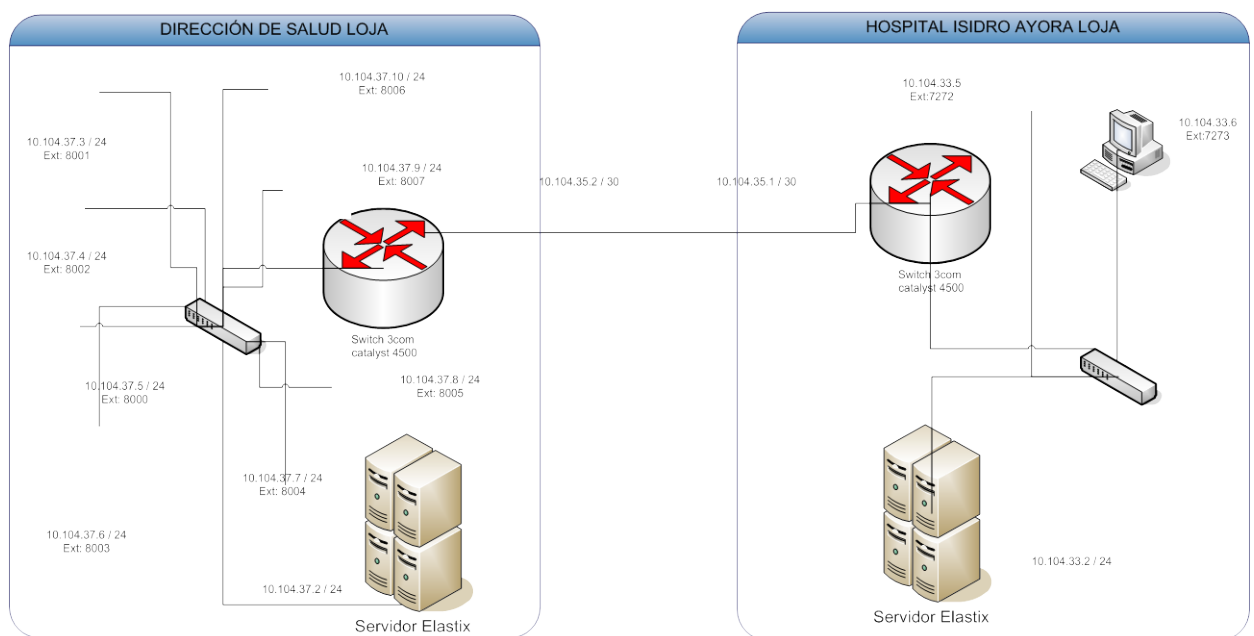 DIRECCIÓN DE SALUD LOJA
10.104.37.10 / 24
Ext: 8006
10.104.37.3 / 24
Ext: 8001
10.104.37.9 / 24
Ext: 8007
10.104.37.4 / 24
Ext: 8002
Switch 3com
catalyst 4500
10.104.37.5 / 24
Ext: 8000
10.104.37.8 / 24
Ext: 8005
10.104.37.7 / 24
Ext: 8004
10.104.37.6 / 24
Ext: 8003
10.104.37.2 / 24
Servidor Elastix
10.104.35.2 / 30
10.104.35.1 / 30
HOSPITAL ISIDRO AYORA LOJA
10.104.33.5
Ext:7272
10.104.33.6
Ext:7273
Switch 3com
catalyst 4500
10.104.33.2 / 24
Servidor Elastix